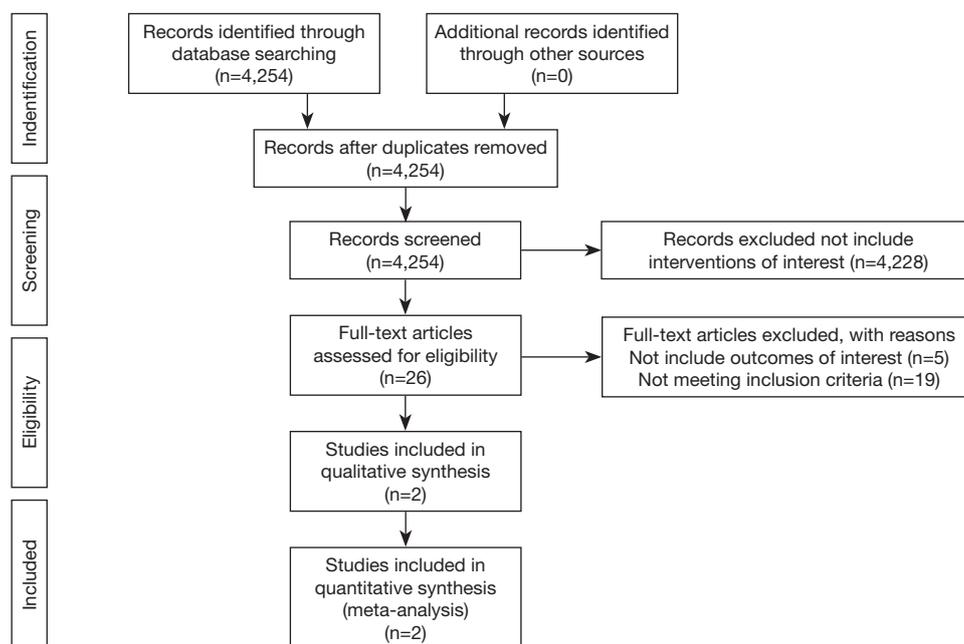 Indentification
Records identified through
database searching
(n=4,254)
Additional records identified
through other sources
(n=0)
Records after duplicates removed
(n=4,254)
Screening
Records screened
(n=4,254)
Records excluded not include
interventions of interest (n=4,228)
Eligibility
Full-text articles
assessed for eligibility
(n=26)
Full-text articles excluded, with reasons
Not include outcomes of interest (n=5)
Not meeting inclusion criteria (n=19)
Studies included in
qualitative synthesis
(n=2)
Included
Studies included in
quantitative synthesis
(meta-analysis)
(n=2)